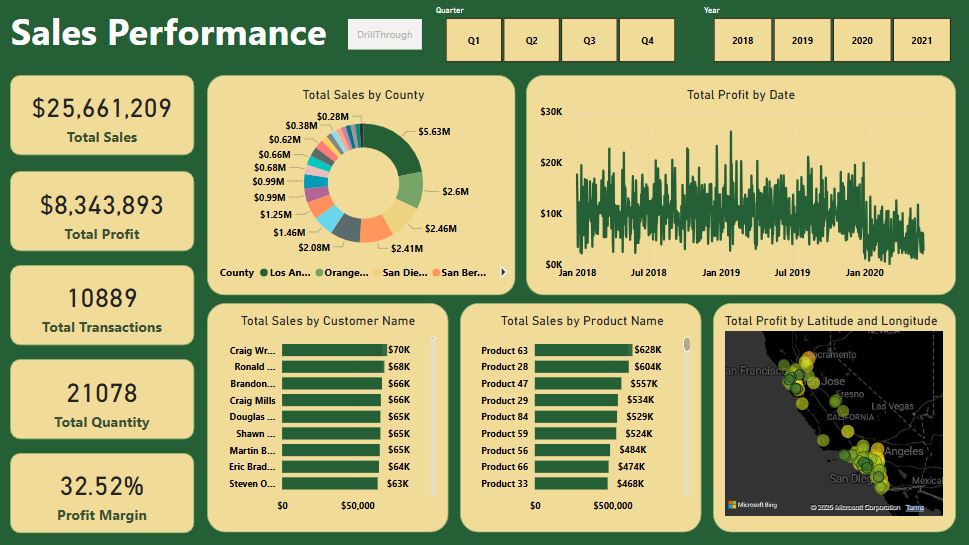 Sales Performance
DrillThrough
Quarter
Q1
Q2
Q3
Q4
Year
2018
2019
2020
2021
$25,661,209
Total Sales
$8,343,893
Total Profit
10889
Total Transactions
21078
Total Quantity
32.52%
Profit Margin
Total Sales by County
$0.28M
$0.38M
$0.62M
$0.66M
$0.68M
$0.99M
$0.99M
$1.25M
$1.46M
$2.08M
$5.63M
$2.6M
$2.46M
$2.41M
County Los An... Orange... San Die... San Ber...
Total Profit by Date
$30K
$20K
$10K
$0K
Jan 2018 Jul 2018 Jan 2019 Jul 2019 Jan 2020
Total Sales by Customer Name
Craig Wr... $70K
Ronald ... $68K
Brandon... $66K
Craig Mills $66K
Douglas ... $65K
Shawn ... $65K
Martin B... $65K
Eric Brad... $64K
Steven O... $63K
$0 $50,000
Total Sales by Product Name
Product 63 $628K
Product 28 $604K
Product 47 $557K
Product 29 $534K
Product 84 $529K
Product 59 $524K
Product 56 $484K
Product 66 $474K
Product 33 $468K
$0 $500,000
Total Profit by Latitude and Longitude
NEVADA
Sacramento
an Francisco
Jose
Fresno
Las Vegas
CALIFORNIA
Angeles
San Dieg
Mexical
Microsoft Bing
Microsoft Corporation Terms